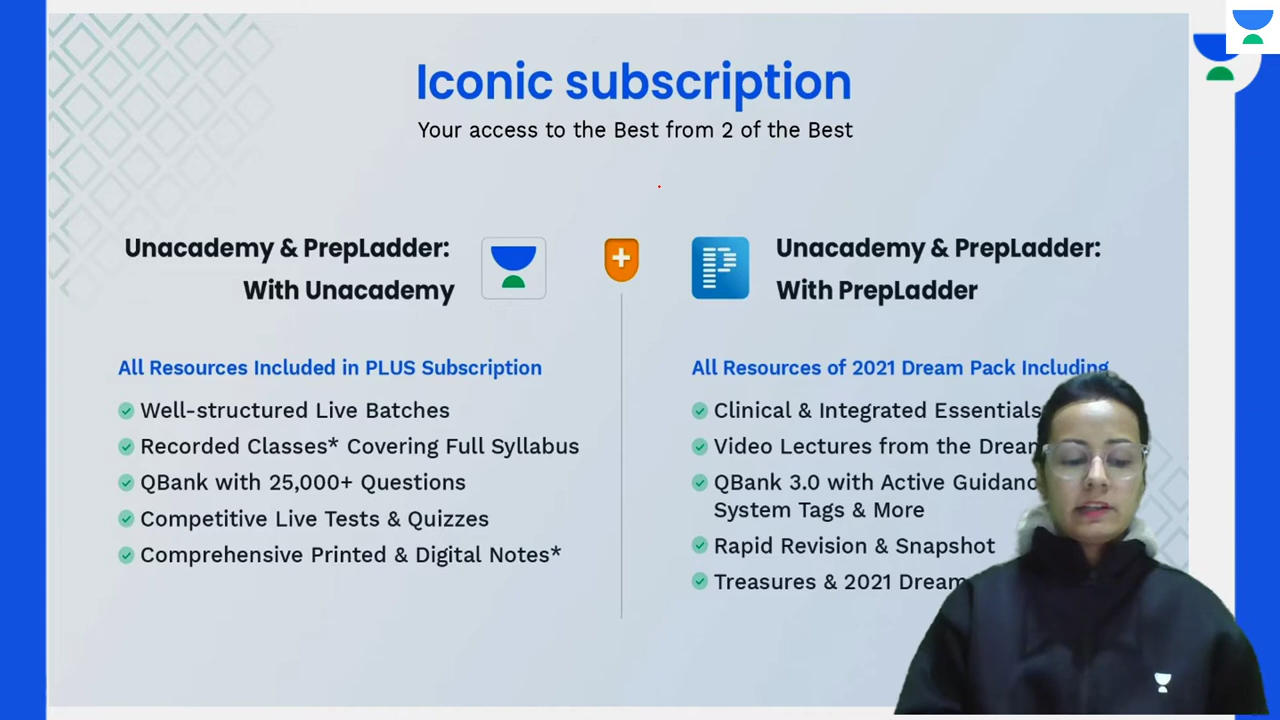 Iconic subscription
Your access to the Best from 2 of the Best
Unacademy & PrepLadder:
With Unacademy
All Resources Included in PLUS Subscription
Well-structured Live Batches
Recorded Classes* Covering Full Syllabus
QBank with 25,000+ Questions
Competitive Live Tests & Quizzes
Comprehensive Printed & Digital Notes*
Unacademy & PrepLadder:
With PrepLadder
All Resources of 2021 Dream Pack Including
Clinical & Integrated Essentials
Video Lectures from the Dream
QBank 3.0 with Active
System Tags & More
Rapid Revision & Snapshot
Treasures & 2021 Dream